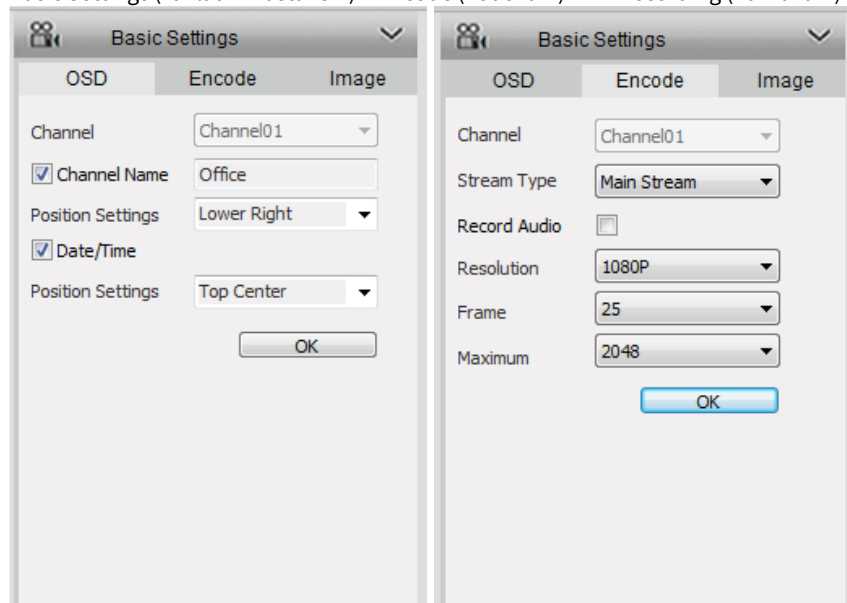 Basic Settings
OSD Encode Image
Channel Channel01
Channel Name Office
Position Settings Lower Right
Date/Time
Position Settings Top Center
OK
Basic Settings
OSD Encode Image
Channel Channel01
Stream Type Main Stream
Record Audio
Resolution 1080P
Frame 25
Maximum 2048
OK